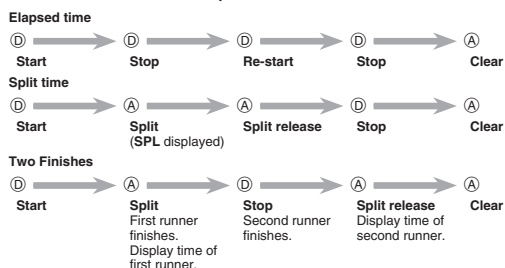 Elapsed time
Ⓓ Ⓓ Ⓓ Ⓓ Ⓐ
Start Stop Re-start Stop Clear
Split time
Ⓓ Ⓐ Ⓐ Ⓓ Ⓐ
Start Split Split release Stop Clear
(SPL displayed)
Two Finishes
Ⓓ Ⓐ Ⓓ Ⓐ Ⓐ
Start Split Stop Split release Clear
First runner Second runner Display time of
finishes. finishes. second runner.
Display time of
first runner.